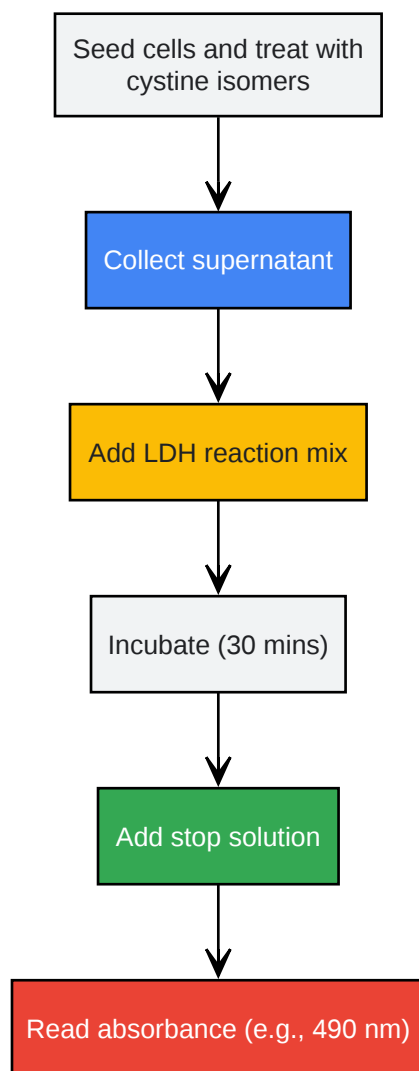 Seed cells and treat with
cystine isomers
Collect supernatant
Add LDH reaction mix
Incubate (30 mins)
Add stop solution
Read absorbance (e.g., 490 nm)